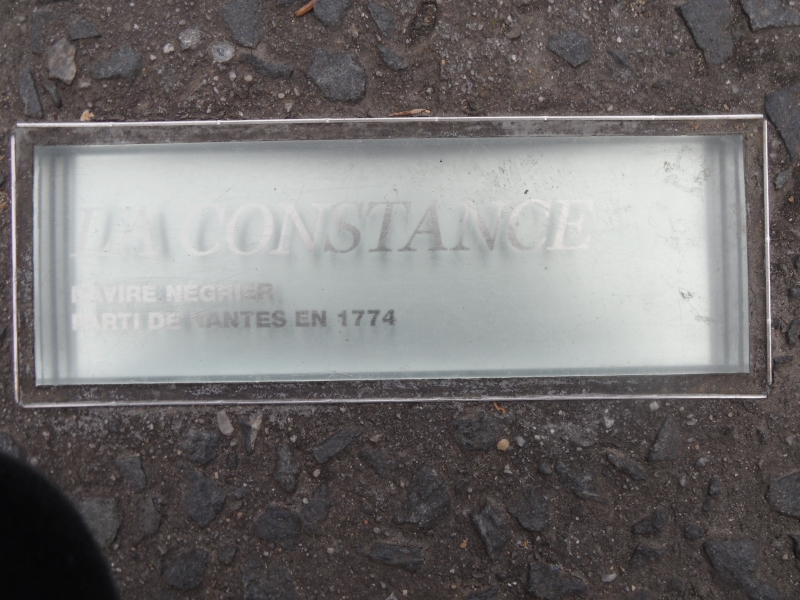 LA CONSTANCE
NAVIRE NÉGRIER
PARTI DE NANTES EN 1774